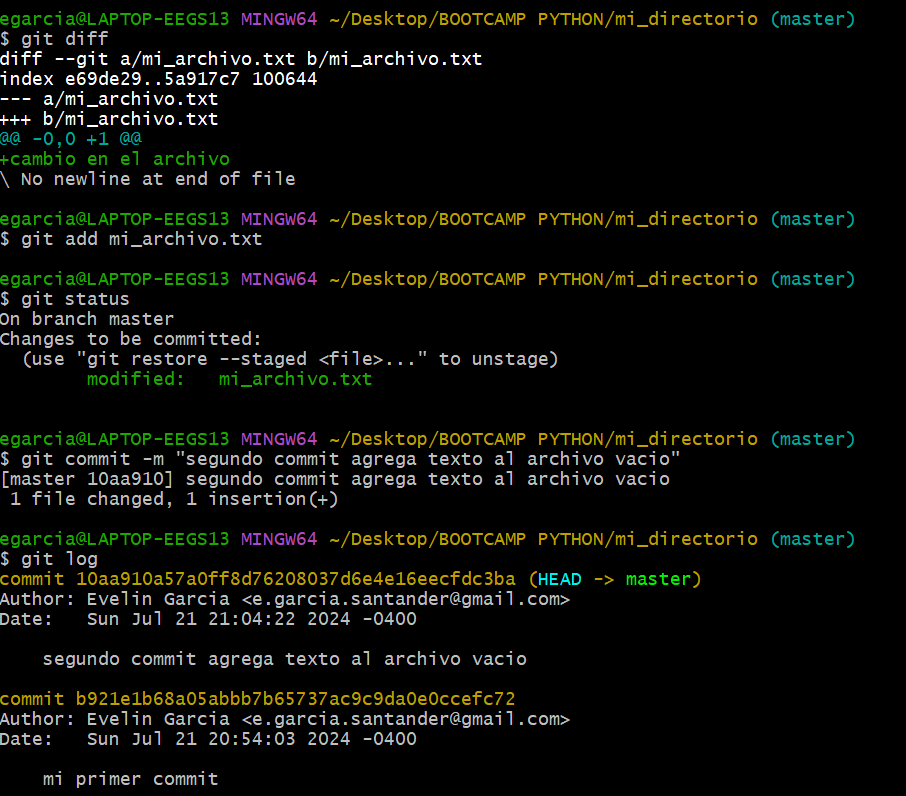 egarcia@LAPTOP-EEGS13 MINGW64 ~/Desktop/BOOTCAMP PYTHON/mi_directorio (master)
$ git diff
diff --git a/mi_archivo.txt b/mi_archivo.txt
index e69de29..5a917c7 100644
--- a/mi_archivo.txt
+++ b/mi_archivo.txt
@@ -0,0 +1 @@
+cambio en el archivo
\ No newline at end of file
egarcia@LAPTOP-EEGS13 MINGW64 ~/Desktop/BOOTCAMP PYTHON/mi_directorio (master)
$ git add mi_archivo.txt
egarcia@LAPTOP-EEGS13 MINGW64 ~/Desktop/BOOTCAMP PYTHON/mi_directorio (master)
$ git status
On branch master
Changes to be committed:
  (use "git restore --staged <file>..." to unstage)
        modified:   mi_archivo.txt
egarcia@LAPTOP-EEGS13 MINGW64 ~/Desktop/BOOTCAMP PYTHON/mi_directorio (master)
$ git commit -m "segundo commit agrega texto al archivo vacio"
[master 10aa910] segundo commit agrega texto al archivo vacio
 1 file changed, 1 insertion(+)
egarcia@LAPTOP-EEGS13 MINGW64 ~/Desktop/BOOTCAMP PYTHON/mi_directorio (master)
$ git log
commit 10aa910a57a0ff8d76208037d6e4e16eecfdc3ba (HEAD -> master)
Author: Evelin Garcia <e.garcia.santander@gmail.com>
Date:   Sun Jul 21 21:04:22 2024 -0400
    segundo commit agrega texto al archivo vacio
commit b921e1b68a05abbb7b65737ac9c9da0e0ccefc72
Author: Evelin Garcia <e.garcia.santander@gmail.com>
Date:   Sun Jul 21 20:54:03 2024 -0400
    mi primer commit